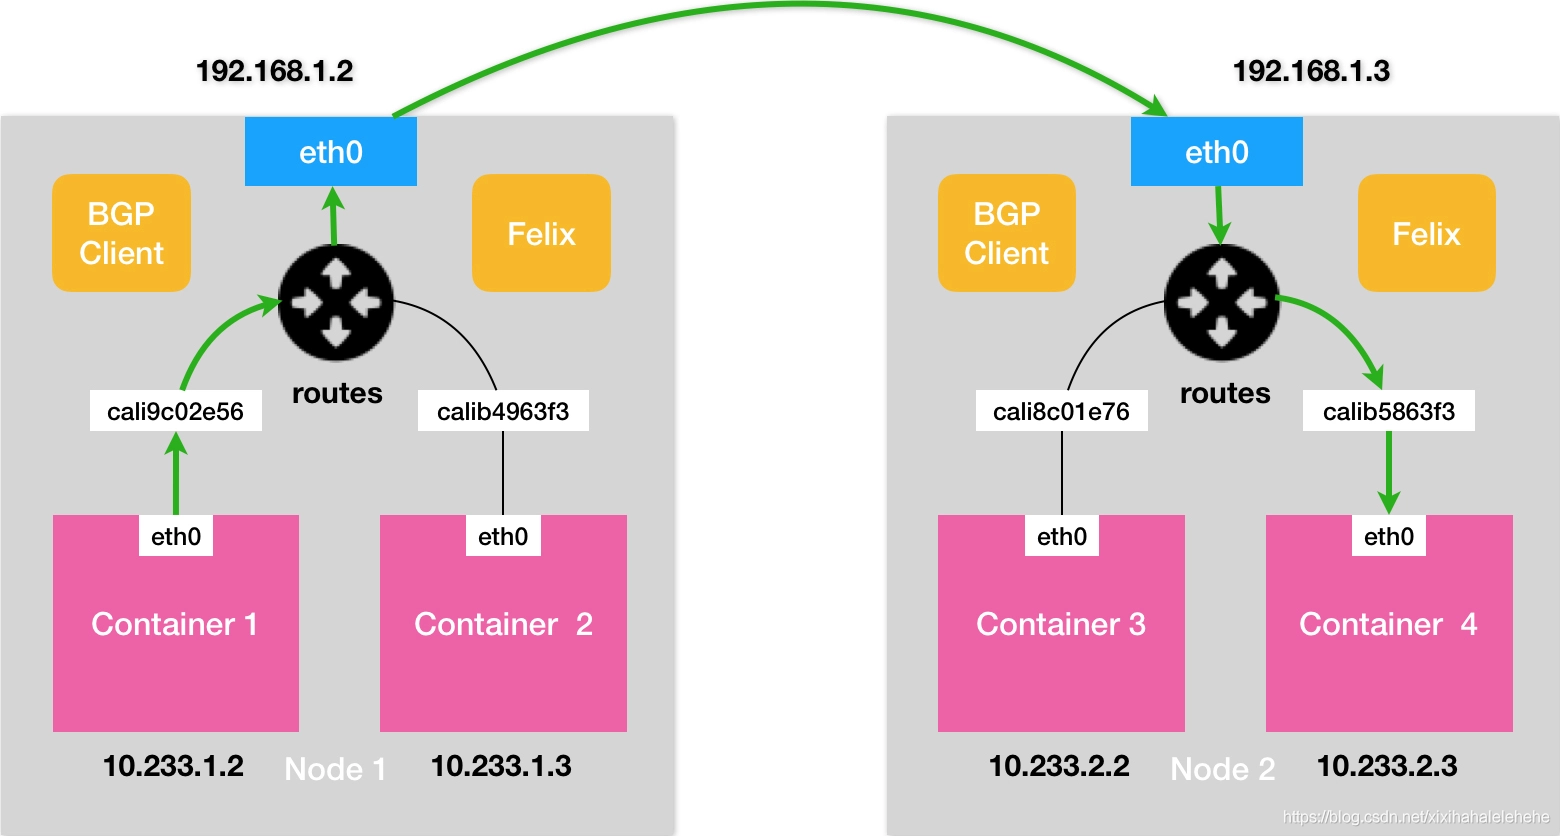 192.168.1.2
192.168.1.3
eth0
BGP
Client
Felix
routes
cali9c02e56
calib4963f3
eth0
eth0
Container 1
Container 2
10.233.1.2
Node 1
10.233.1.3
eth0
BGP
Client
Felix
routes
cali8c01e76
calib5863f3
eth0
eth0
Container 3
Container 4
10.233.2.2
Node 2
10.233.2.3
https://blog.csdn.net/xixihahalelehehe